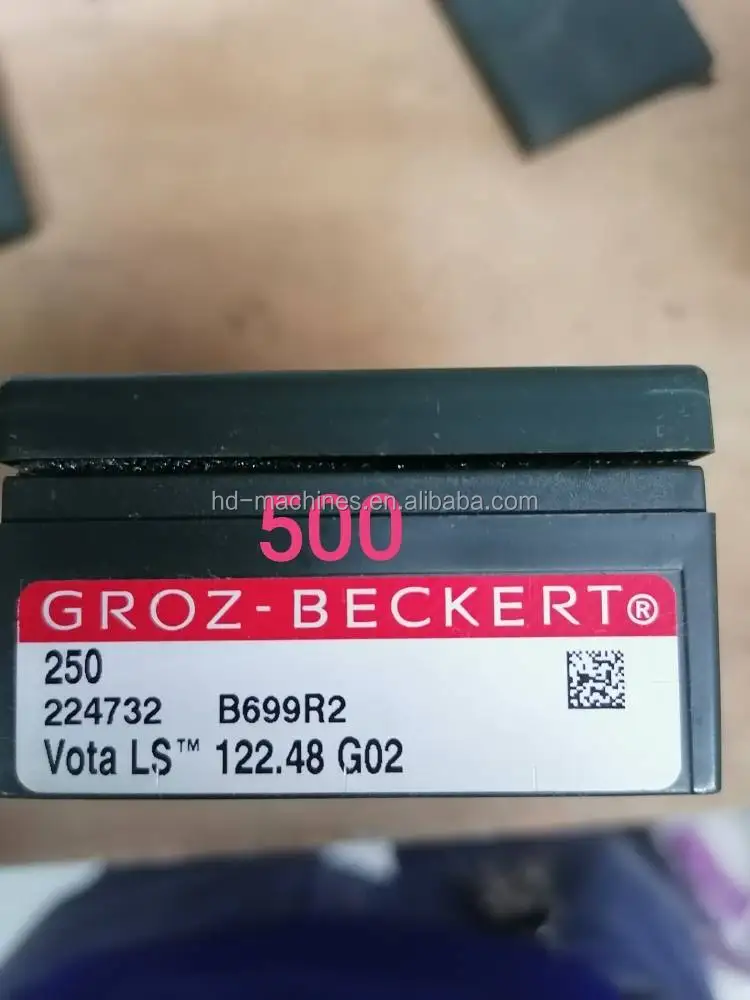 hd-machines.en.alibaba.com
500
GROZ-BECKERT®
250
224732 B699R2
Vota LS™ 122.48 G02